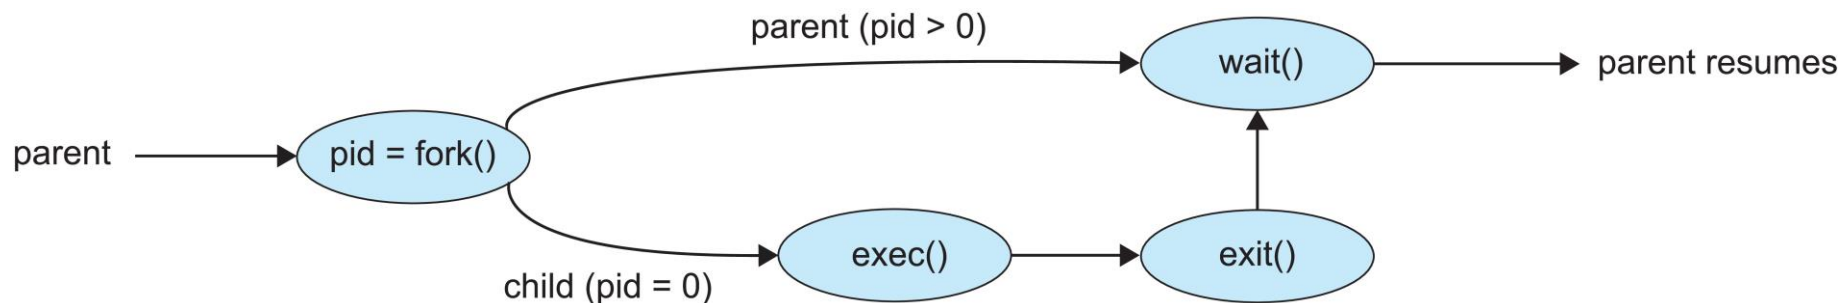 parent (pid > 0)
wait()
parent resumes
parent
pid = fork()
exec()
exit()
child (pid = 0)